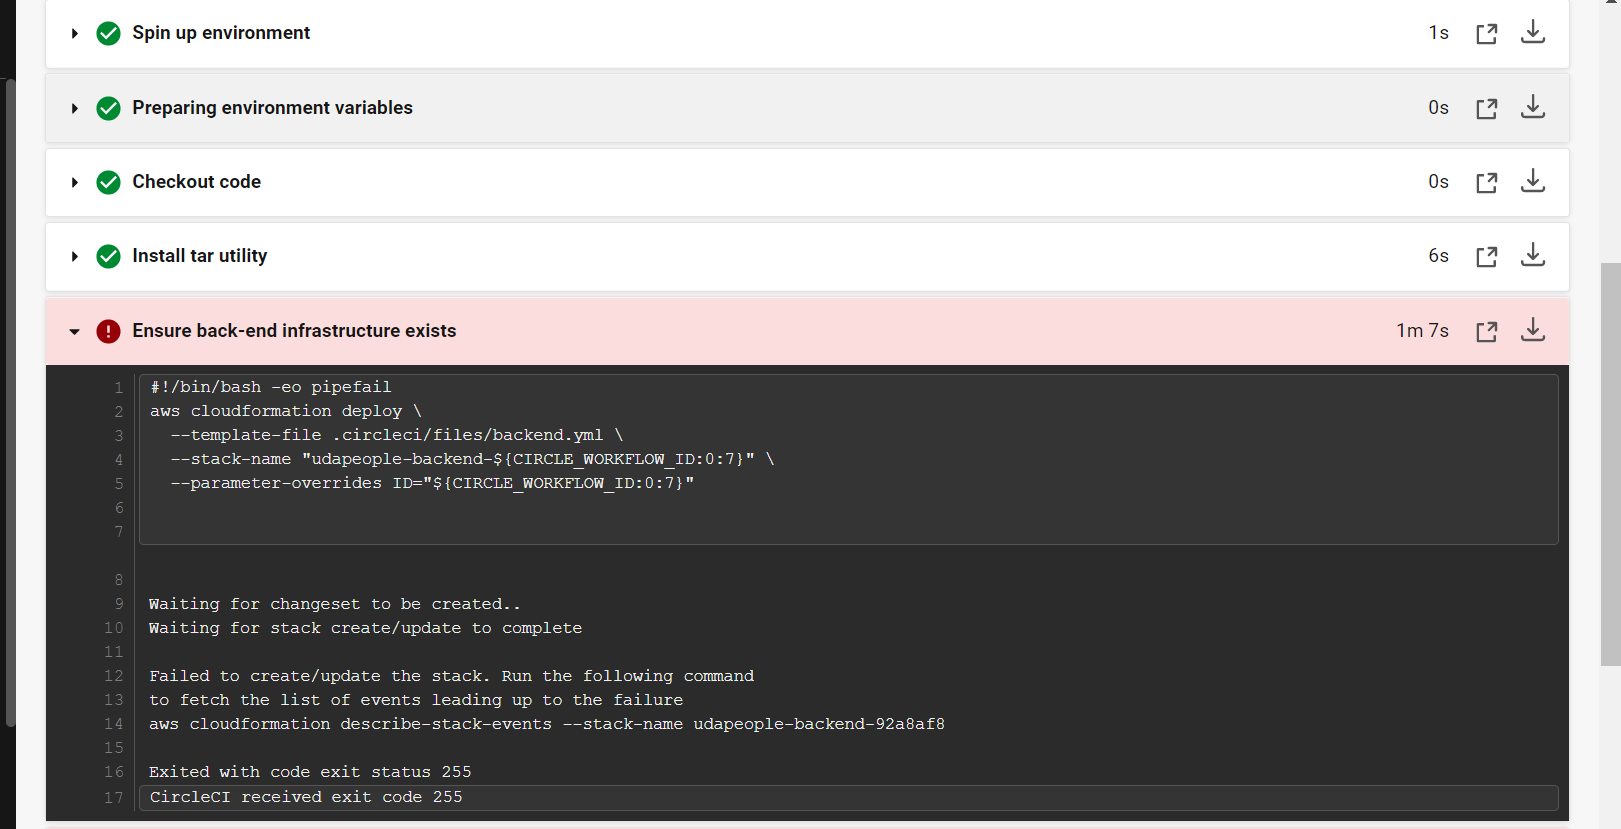 Spin up environment 1s
Preparing environment variables 0s
Checkout code 0s
Install tar utility 6s
Ensure back-end infrastructure exists 1m 7s
1 #!/bin/bash -eo pipefail
2 aws cloudformation deploy \
3 --template-file .circleci/files/backend.yml \
4 --stack-name "udapeople-backend-${CIRCLE_WORKFLOW_ID:0:7}" \
5 --parameter-overrides ID="${CIRCLE_WORKFLOW_ID:0:7}"
6
7
8
9 Waiting for changeset to be created..
10 Waiting for stack create/update to complete
11
12 Failed to create/update the stack. Run the following command
13 to fetch the list of events leading up to the failure
14 aws cloudformation describe-stack-events --stack-name udapeople-backend-92a8af8
15
16 Exited with code exit status 255
17 CircleCI received exit code 255